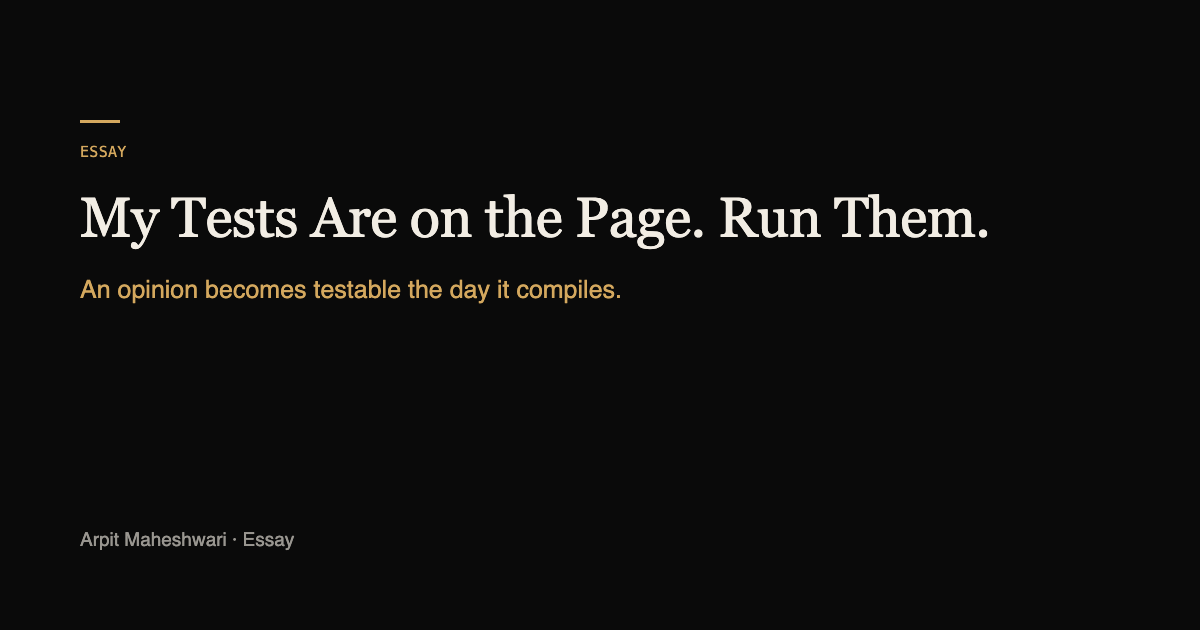 ESSAY
My Tests Are on the Page. Run Them.
An opinion becomes testable the day it compiles.
Arpit Maheshwari · Essay